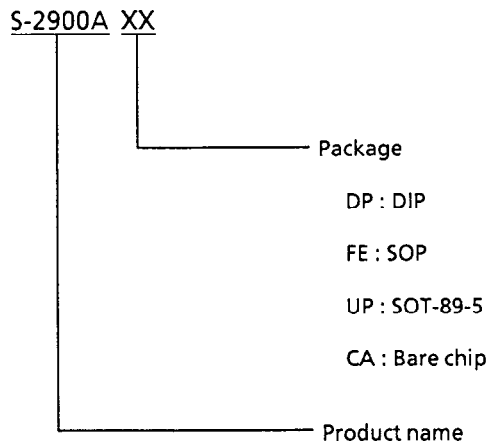 S-2900A XX
Package
DP : DIP
FE : SOP
UP : SOT-89-5
CA : Bare chip
Product name